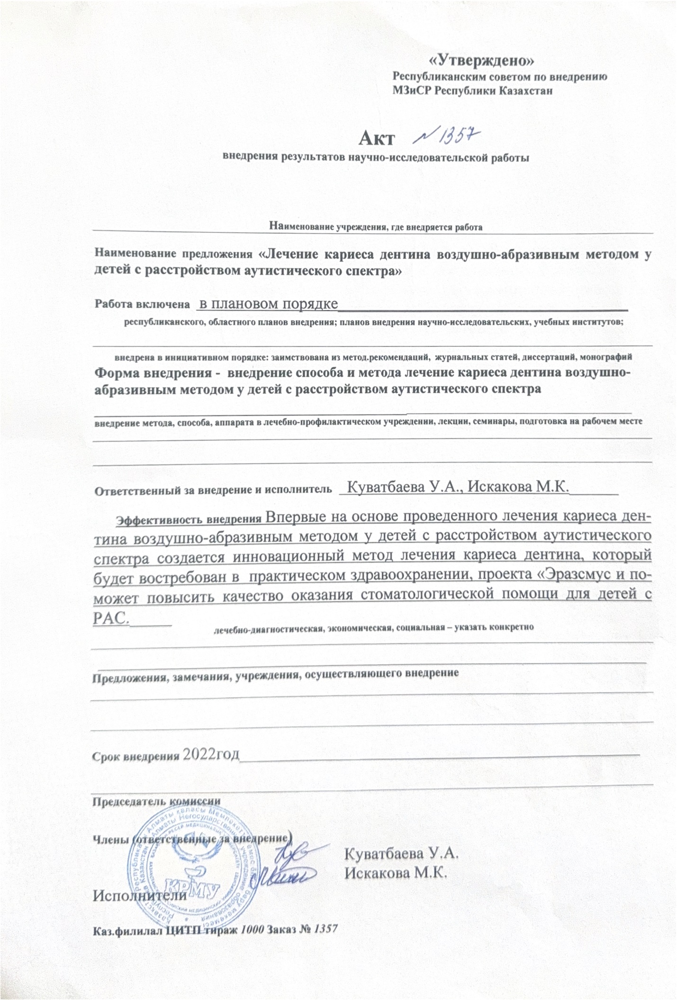 «Утверждено»
Республиканским советом по внедрению
МЗиСР Республики Казахстан
Акт № 1357
внедрения результатов научно-исследовательской работы
Наименование учреждения, где внедряется работа
Наименование предложения «Лечение кариеса дентина воздушно-абразивным методом у
детей с расстройством аутистического спектра»
Работа включена в плановом порядке
республиканского, областного планов внедрения; планов внедрения научно-исследовательских, учебных институтов;
внедрена в инициативном порядке: заимствована из метод.рекомендаций, журнальных статей, диссертаций, монографий
Форма внедрения - внедрение способа и метода лечение кариеса дентина воздушно-
абразивным методом у детей с расстройством аутистического спектра
внедрение метода, способа, аппарата в лечебно-профилактическом учреждении, лекции, семинары, подготовка на рабочем месте
Ответственный за внедрение и исполнитель Куватбаева У.А., Искакова М.К.
Эффективность внедрения Впервые на основе проведенного лечения кариеса ден-
тина воздушно-абразивным методом у детей с расстройством аутистического
спектра создается инновационный метод лечения кариеса дентина, который
будет востребован в практическом здравоохранении, проекта «Эразсмус и по-
может повысить качество оказания стоматологической помощи для детей с
РАС.
лечебно-диагностическая, экономическая, социальная – указать конкретно
Предложения, замечания, учреждения, осуществляющего внедрение
Срок внедрения 2022год
Председатель комиссии
Члены (ответственные за внедрение)
Куватбаева У.А.
Искакова М.К.
КРМУ
Исполнители
Каз.филилал ЦИТП тираж 1000 Заказ № 1357